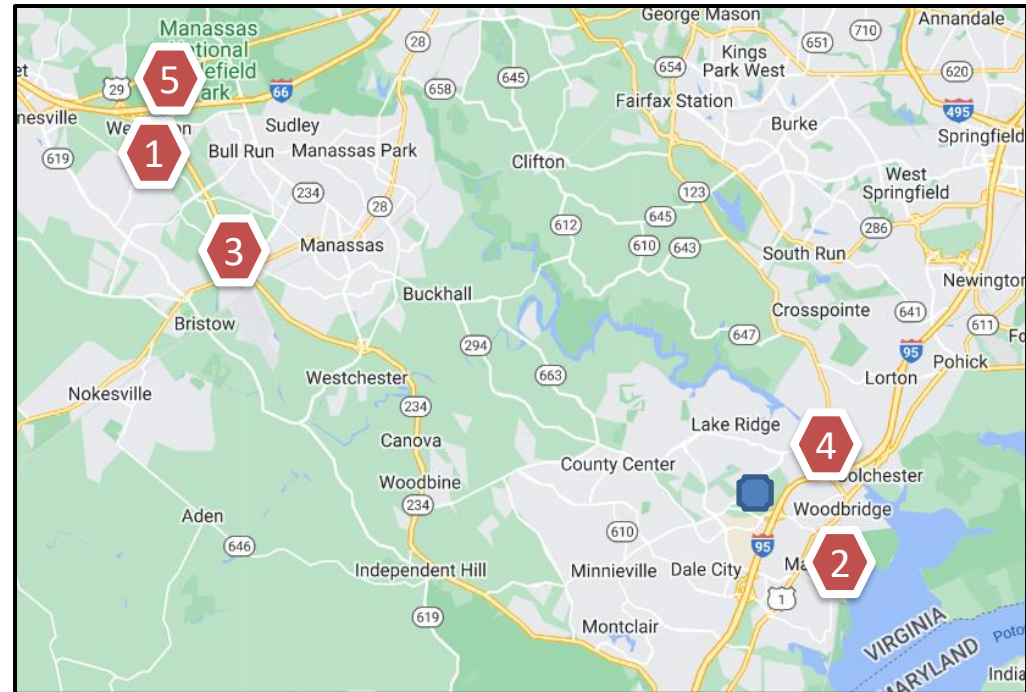 George Mason
Annandale
Manassas
National
efield
Park
28
651
710
Kings
Park West
645
654
620
5
29
66
658
Fairfax Station
495
nesville
Sudley
Burke
Springfield
619
1
Bull Run
Manassas Park
Clifton
West
Springfield
234
28
123
645
612
286
3
Manassas
610
643
South Run
Newington
Buckhall
Crosspointe
641
Bristow
647
611
294
95
Pohick
Westchester
663
Lorton
Nokesville
234
Lake Ridge
Canova
4
County Center
Colchester
Woodbine
234
Woodbridge
Aden
610
646
95
2
Independent Hill
Minnieville
Dale City
Ma
1
619
Montclair
VIRGINIA
MARYLAND
Poto
India